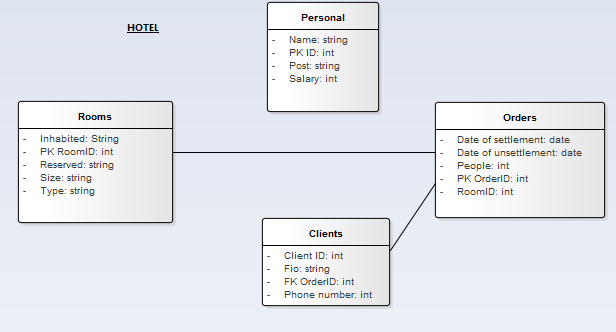 HOTEL
Personal
- Name: string
- PK ID: int
- Post: string
- Salary: int
Rooms
- Inhabited: String
- PK RoomID: int
- Reserved: string
- Size: string
- Type: string
Orders
- Date of settlement: date
- Date of unsettlement: date
- People: int
- PK OrderID: int
- RoomID: int
Clients
- Client ID: int
- Fio: string
- FK OrderID: int
- Phone number: int